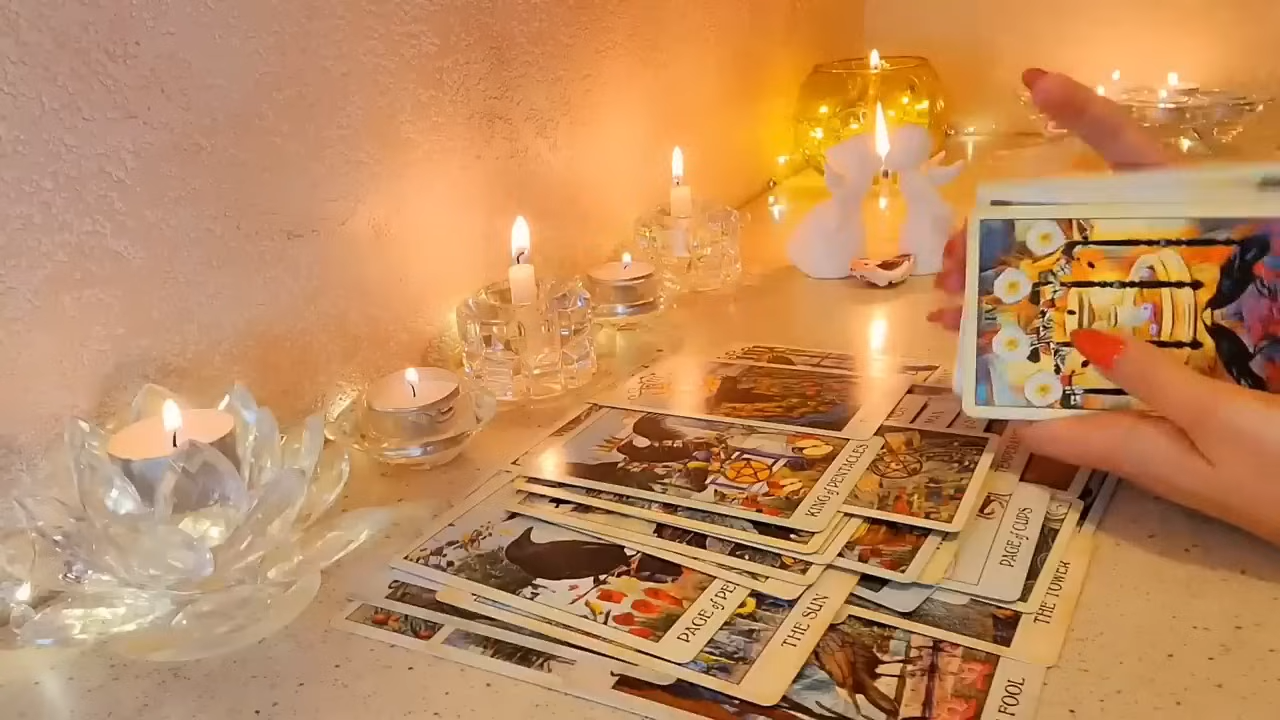 KING of PENTACLES
PAGE of CUPS
THE TOWER
PAGE of PE
THE SUN
FOOL